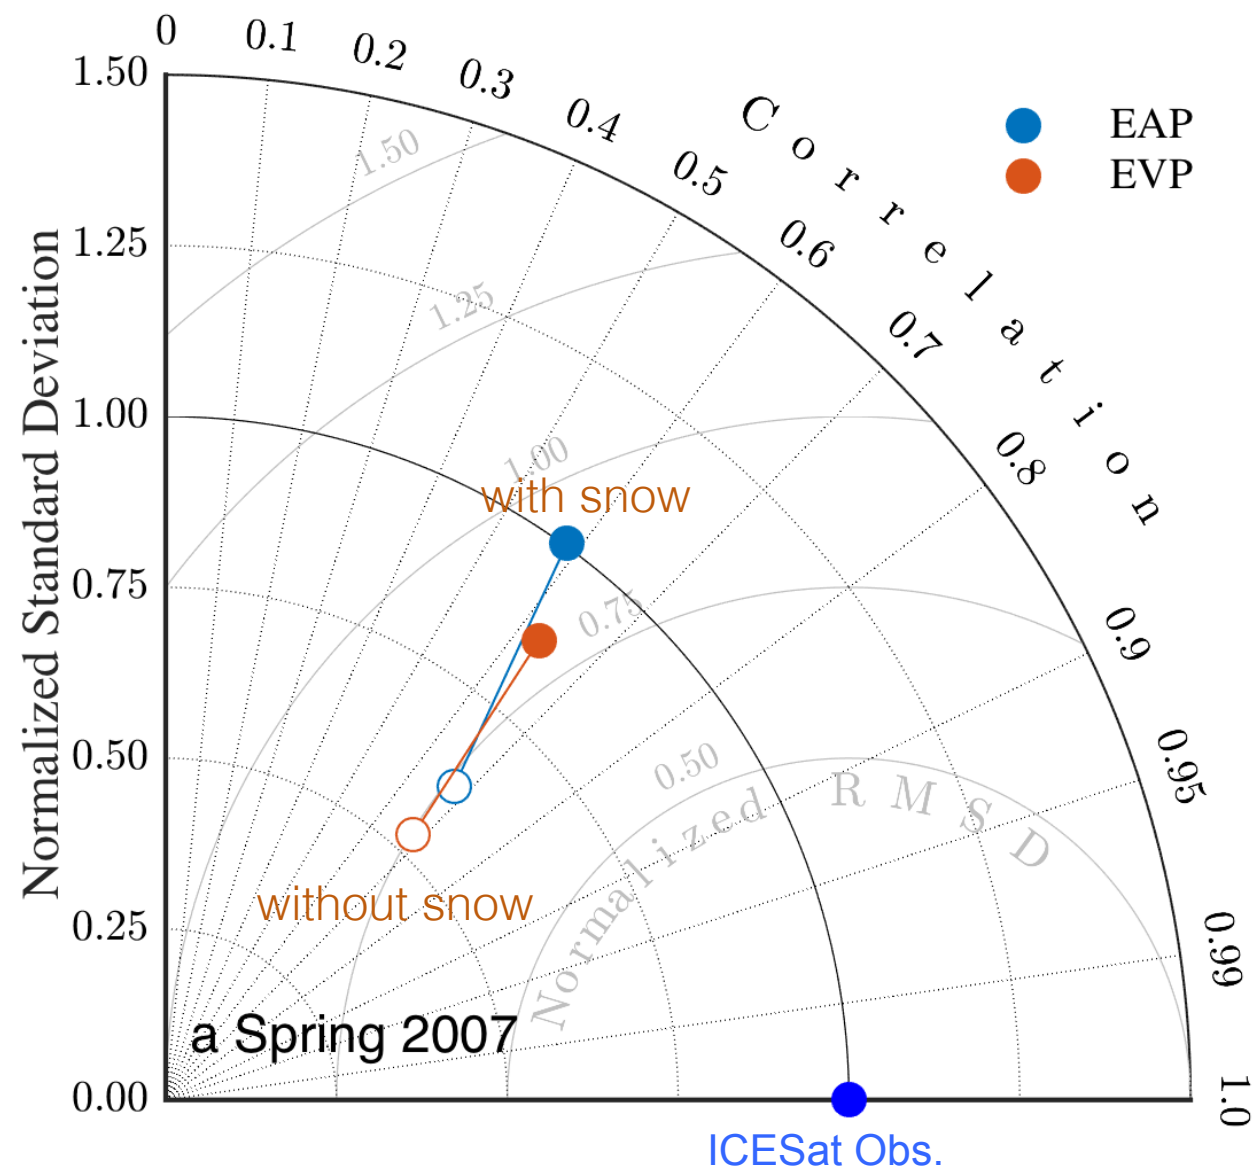 0
0.1
0.2
0.3
0.4
0.5
0.6
0.7
0.8
0.9
0.95
0.99
1.0
Correlation
EAP
EVP
1.50
1.25
1.00
0.75
0.50
0.25
0.00
Normalized Standard Deviation
1.50
1.25
1.00
0.75
0.50
Normalized RMSD
with snow
without snow
a Spring 2007
ICESat Obs.